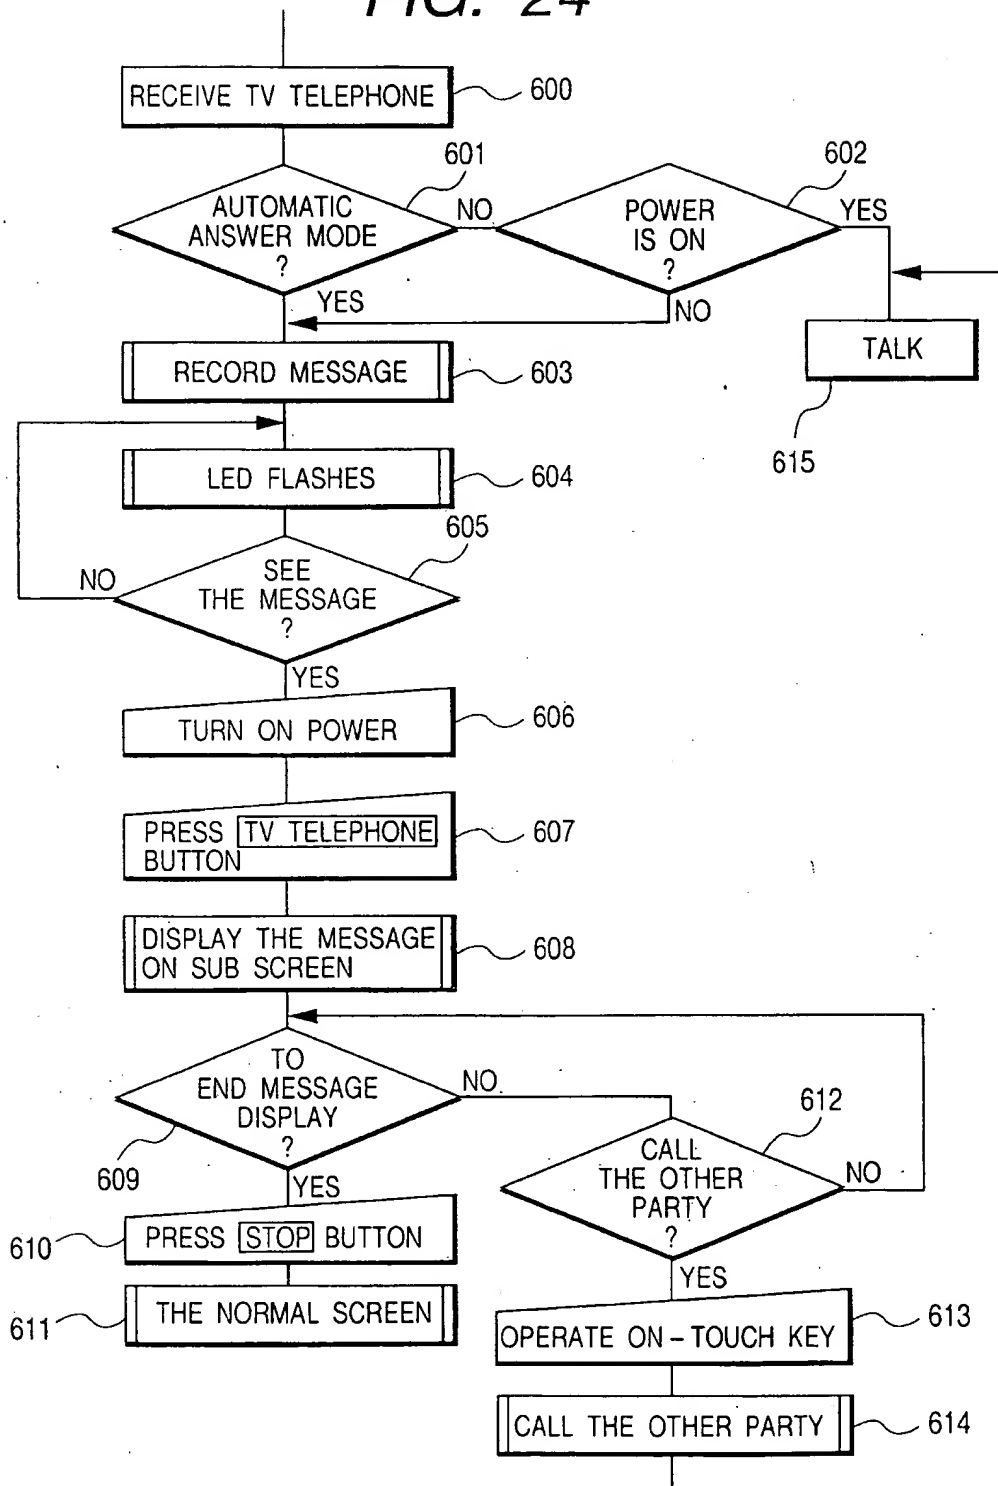 FIG. 24
RECEIVE TV TELEPHONE
600
601
AUTOMATIC
ANSWER MODE
?
NO
602
POWER
IS ON
?
YES
YES
NO
TALK
615
RECORD MESSAGE
603
LED FLASHES
604
605
SEE
THE MESSAGE
?
NO
YES
TURN ON POWER
606
PRESS TV TELEPHONE
BUTTON
607
DISPLAY THE MESSAGE
ON SUB SCREEN
608
TO
END MESSAGE
DISPLAY
?
NO
609
YES
612
CALL
THE OTHER
PARTY
?
NO
YES
610
PRESS STOP BUTTON
611
THE NORMAL SCREEN
OPERATE ON-TOUCH KEY
613
CALL THE OTHER PARTY
614